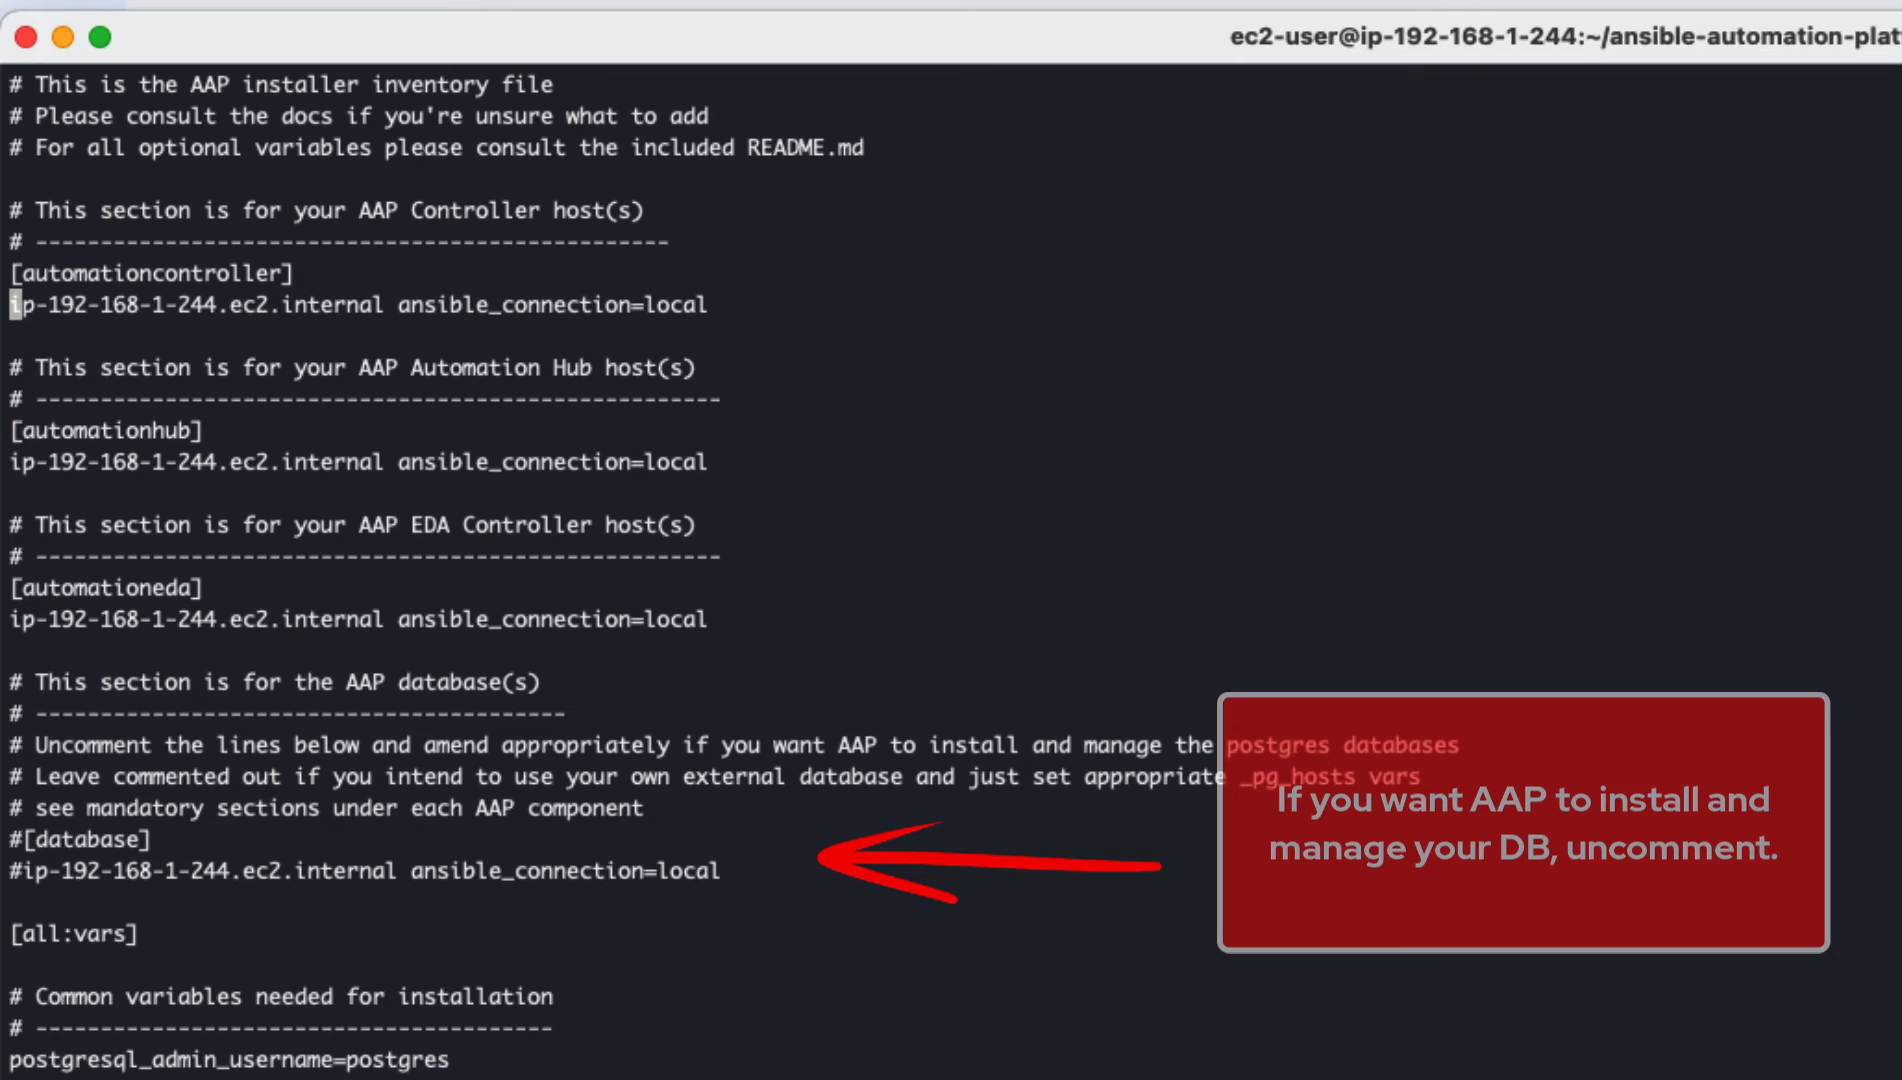 ec2-user@ip-192-168-1-244:~/ansible-automation-plat
# This is the AAP installer inventory file
# Please consult the docs if you're unsure what to add
# For all optional variables please consult the included README.md
# This section is for your AAP Controller host(s)
# -------------------------------------------------
[automationcontroller]
ip-192-168-1-244.ec2.internal ansible_connection=local
# This section is for your AAP Automation Hub host(s)
# -----------------------------------------------------
[automationhub]
ip-192-168-1-244.ec2.internal ansible_connection=local
# This section is for your AAP EDA Controller host(s)
# -----------------------------------------------------
[automationeda]
ip-192-168-1-244.ec2.internal ansible_connection=local
# This section is for the AAP database(s)
# -----------------------------------------
# Uncomment the lines below and amend appropriately if you want AAP to install and manage the postgres databases
# Leave commented out if you intend to use your own external database and just set appropriate _pg_hosts vars
# see mandatory sections under each AAP component
#[database]
#ip-192-168-1-244.ec2.internal ansible_connection=local
If you want AAP to install and
manage your DB, uncomment.
[all:vars]
# Common variables needed for installation
# ----------------------------------------
postgresql_admin_username=postgres